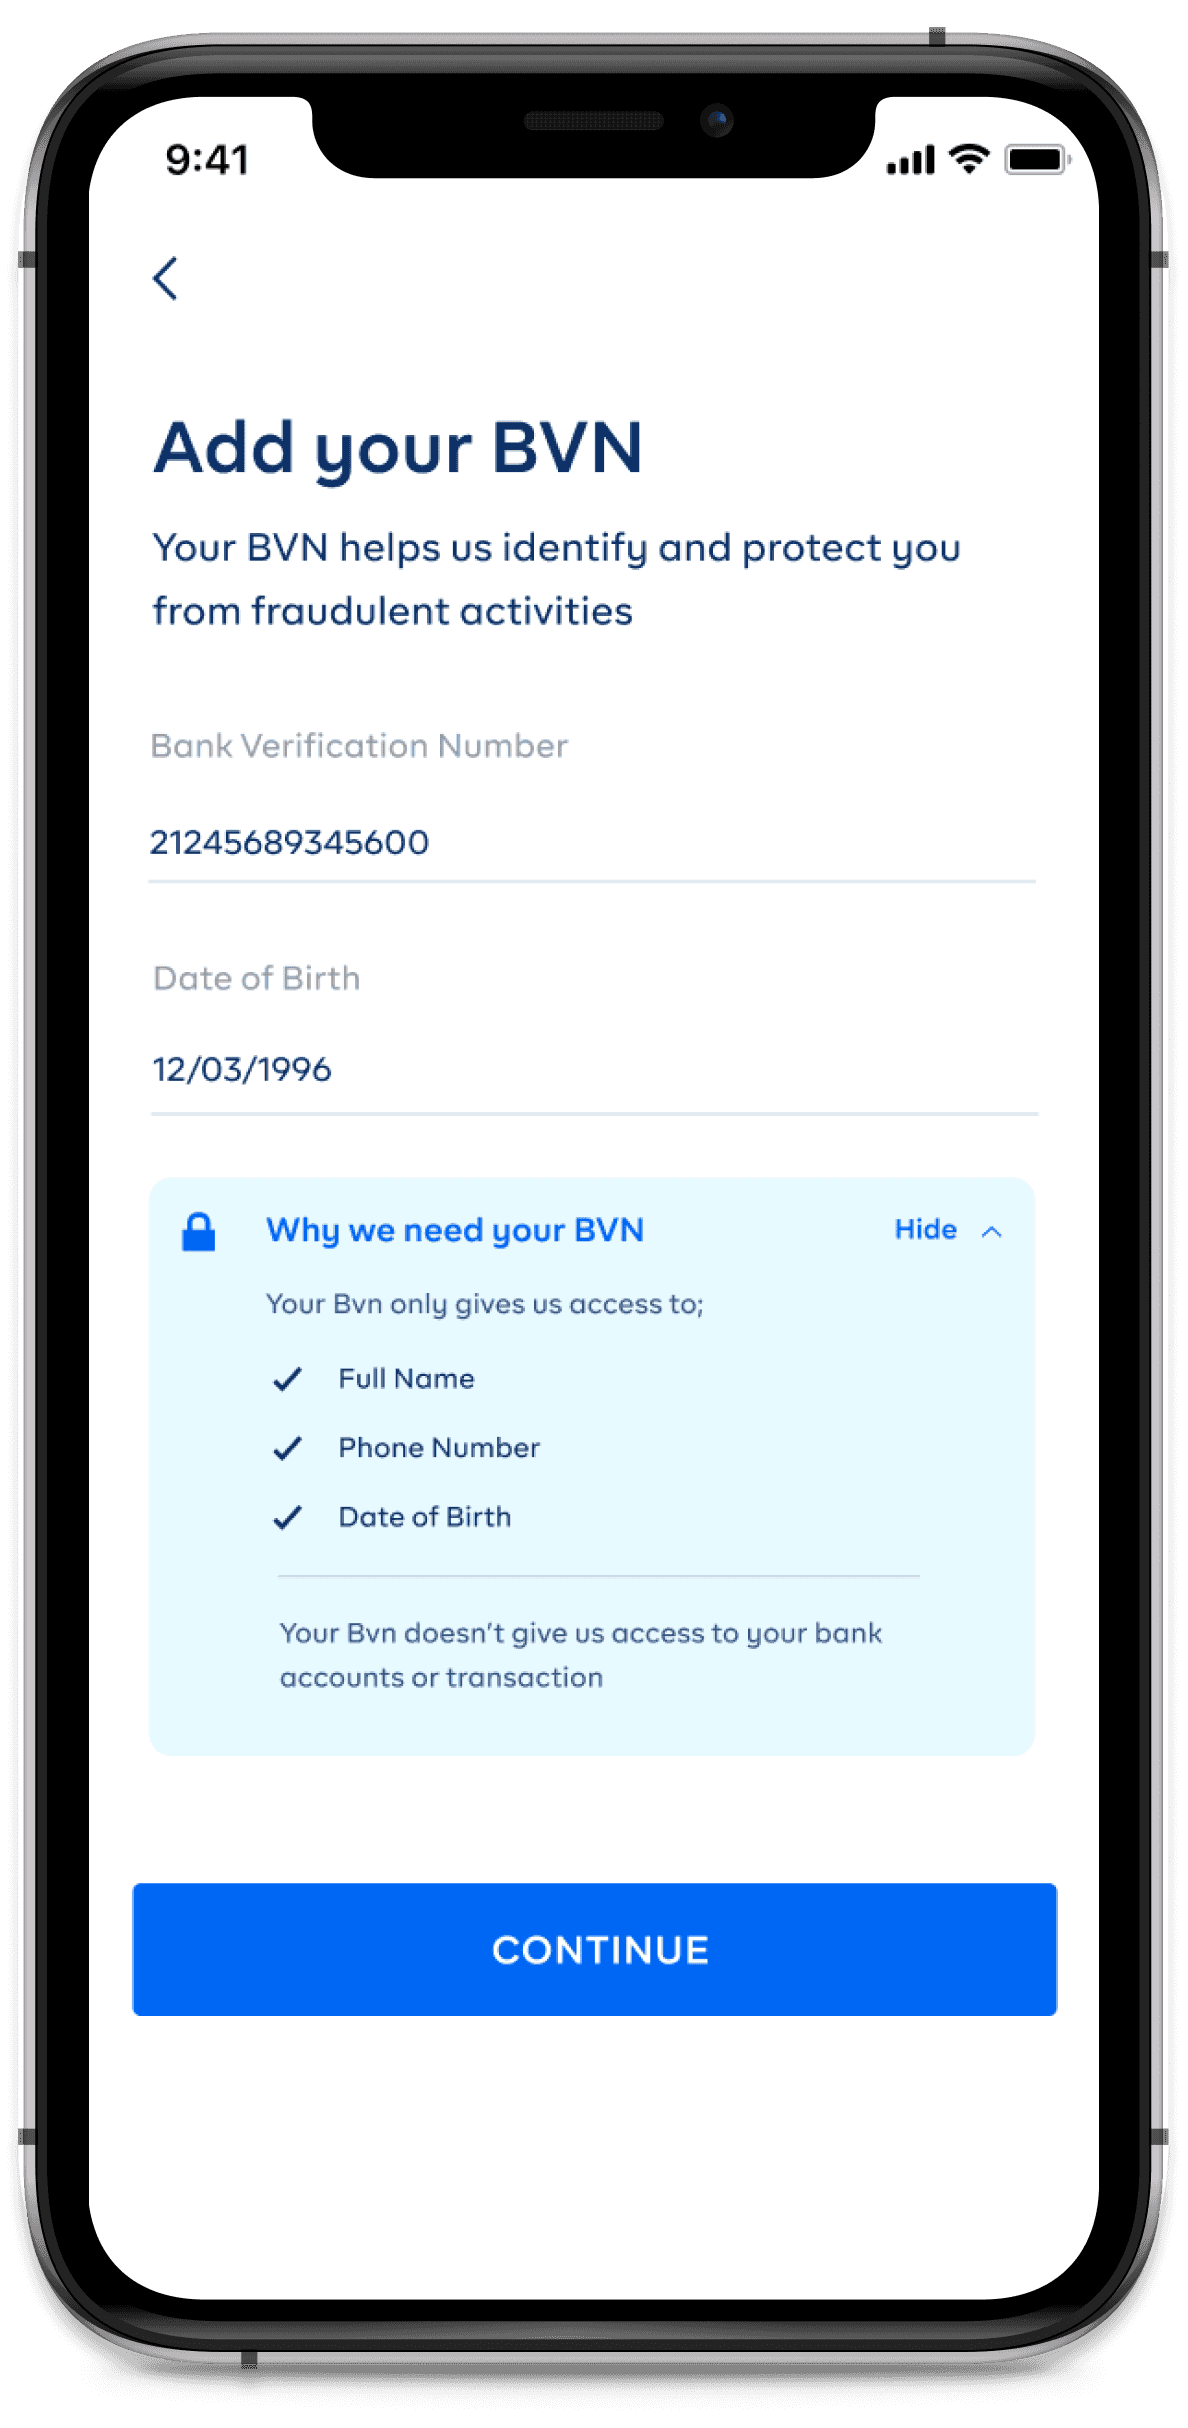 9:41
Add your BVN
Your BVN helps us identify and protect you
from fraudulent activities
Bank Verification Number
21245689345600
Date of Birth
12/03/1996
Why we need your BVN
Hide
Your Bvn only gives us access to;
Full Name
Phone Number
Date of Birth
Your Bvn doesn't give us access to your bank
accounts or transaction
CONTINUE